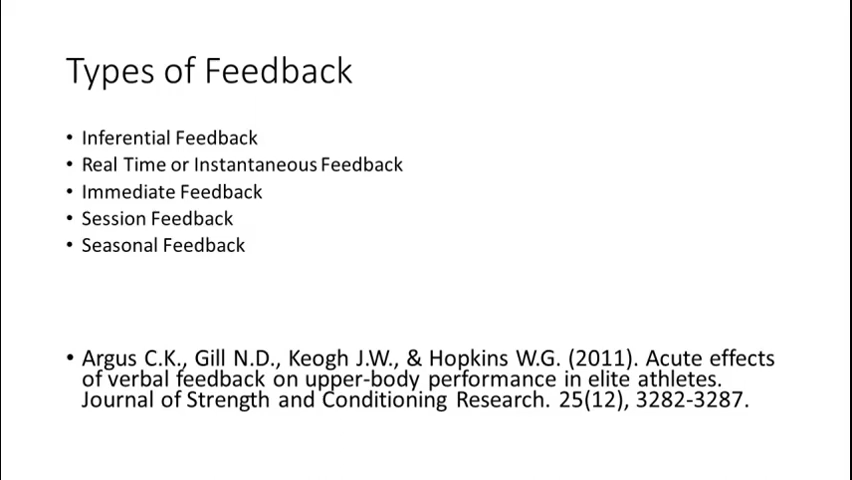 Types of Feedback
• Inferential Feedback
• Real Time or Instantaneous Feedback
• Immediate Feedback
• Session Feedback
• Seasonal Feedback
• Argus C.K., Gill N.D., Keogh J.W., & Hopkins W.G. (2011). Acute effects
of verbal feedback on upper-body performance in elite athletes.
Journal of Strength and Conditioning Research. 25(12), 3282-3287.